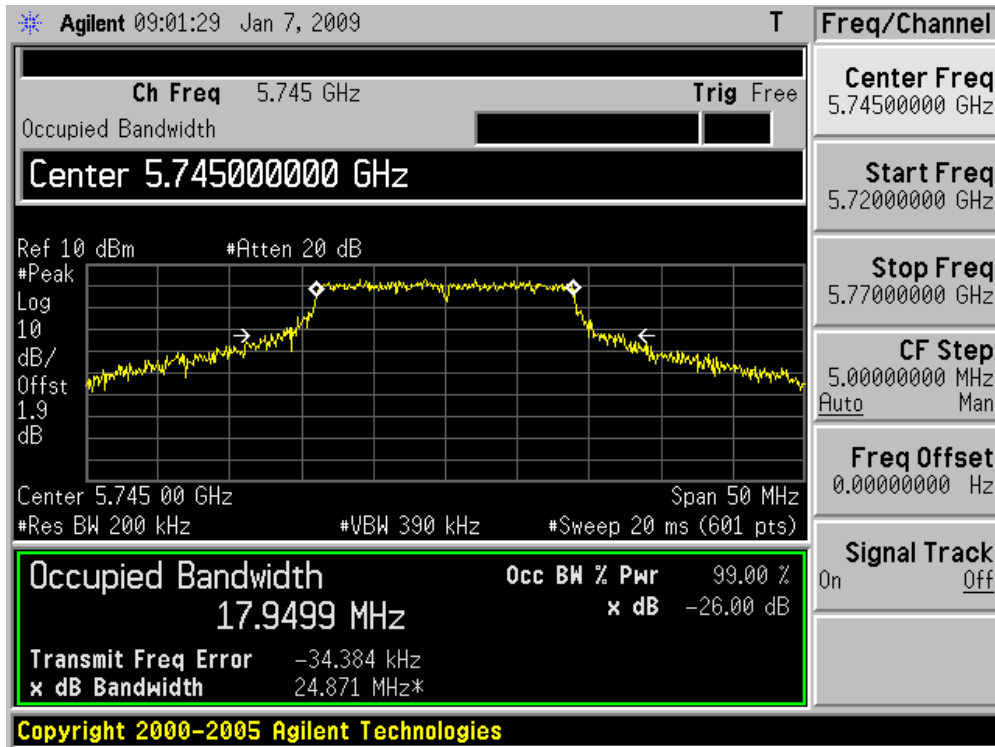 Agilent 09:01:29 Jan 7, 2009 T
Ch Freq 5.745 GHz Trig Free
Occupied Bandwidth
Center 5.745000000 GHz
Ref 10 dBm #Atten 20 dB
#Peak
Log
10
dB/
Offst
1.9
dB
Center 5.745 00 GHz Span 50 MHz
#Res BW 200 kHz #VBW 390 kHz #Sweep 20 ms (601 pts)
Occupied Bandwidth Occ BW % Pwr 99.00 %
17.9499 MHz x dB -26.00 dB
Transmit Freq Error -34.384 kHz
x dB Bandwidth 24.871 MHz*
Copyright 2000-2005 Agilent Technologies
Freq/Channel
Center Freq
5.74500000 GHz
Start Freq
5.72000000 GHz
Stop Freq
5.77000000 GHz
CF Step
5.00000000 MHz
Auto Man
Freq Offset
0.00000000 Hz
Signal Track
On Off